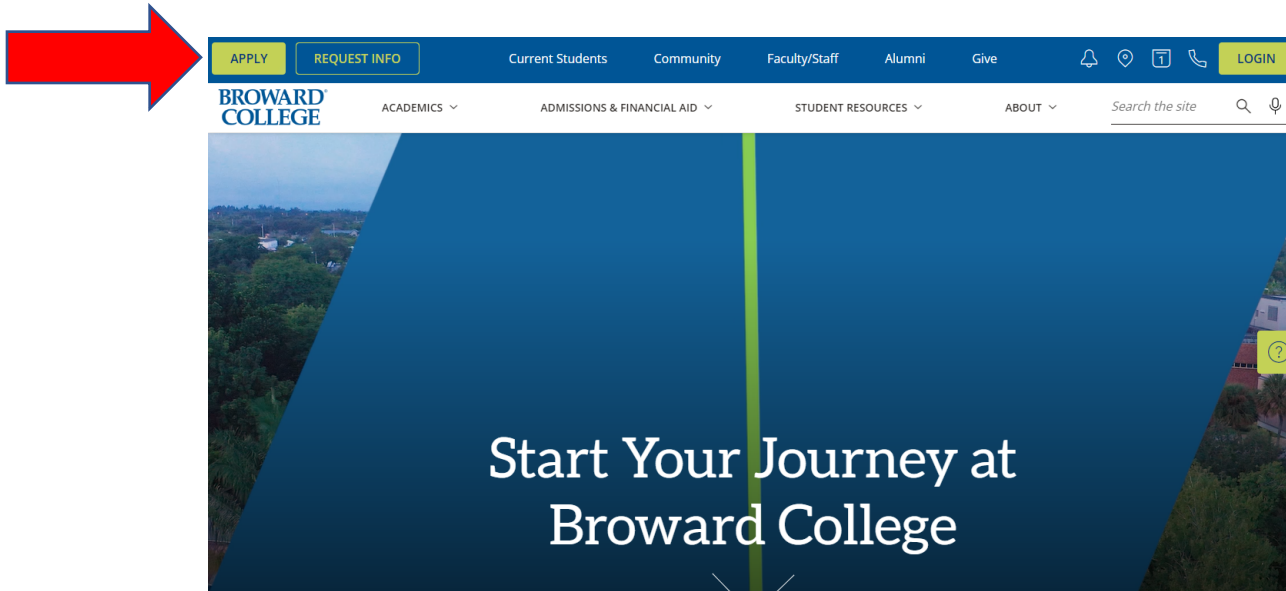 APPLY REQUEST INFO Current Students Community Faculty/Staff Alumni Give 1 LOGIN
BROWARD®
COLLEGE
ACADEMICS ADMISSIONS & FINANCIAL AID STUDENT RESOURCES ABOUT Search the site
?
Start Your Journey at
Broward College